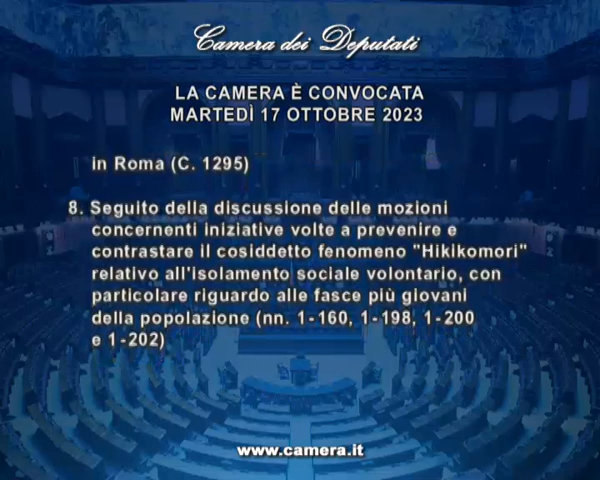 Camera dei Deputati
LA CAMERA È CONVOCATA
MARTEDÌ 17 OTTOBRE 2023
in Roma (C. 1295)
8. Seguito della discussione delle mozioni
concernenti iniziative volte a prevenire e
contrastare il cosiddetto fenomeno "Hikikomori"
relativo all'isolamento sociale volontario, con
particolare riguardo alle fasce più giovani
della popolazione (nn. 1-160, 1-198, 1-200
e 1-202)
www.camera.it